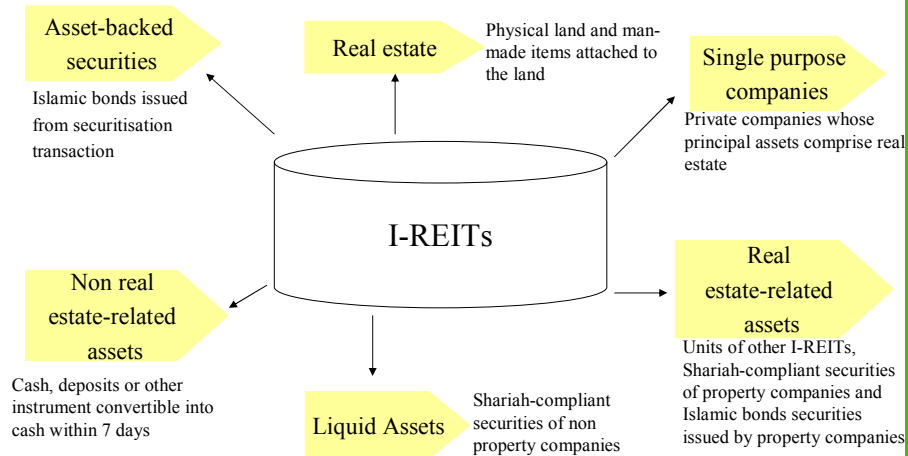 Asset-backed
securities
Islamic bonds issued
from securitisation
transaction
Real estate
Physical land and man-
made items attached to
the land
Single purpose
companies
Private companies whose
principal assets comprise real
estate
I-REITs
Non real
estate-related
assets
Cash, deposits or other
instrument convertible into
cash within 7 days
Liquid Assets
Shariah-compliant
securities of non
property companies
Real
estate-related
assets
Units of other I-REITs,
Shariah-compliant securities
of property companies and
Islamic bonds securities
issued by property companies